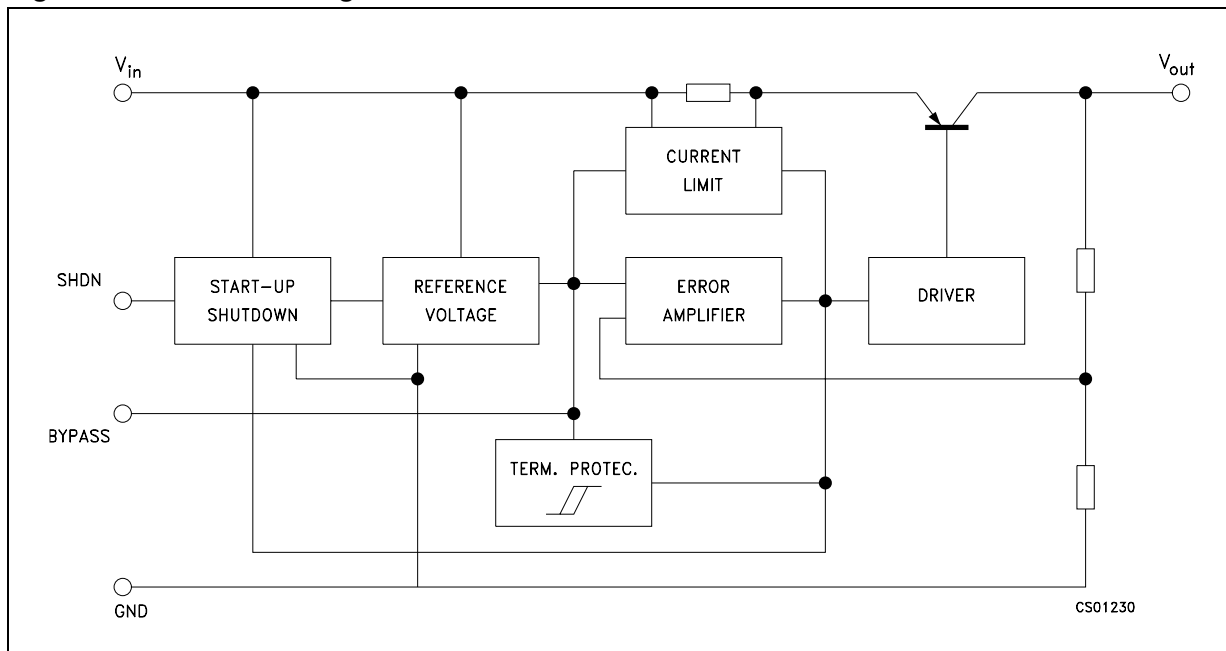 Vin
Vout
CURRENT
LIMIT
SHDN
START-UP
SHUTDOWN
REFERENCE
VOLTAGE
ERROR
AMPLIFIER
DRIVER
BYPASS
TERM. PROTEC.
GND
CS01230